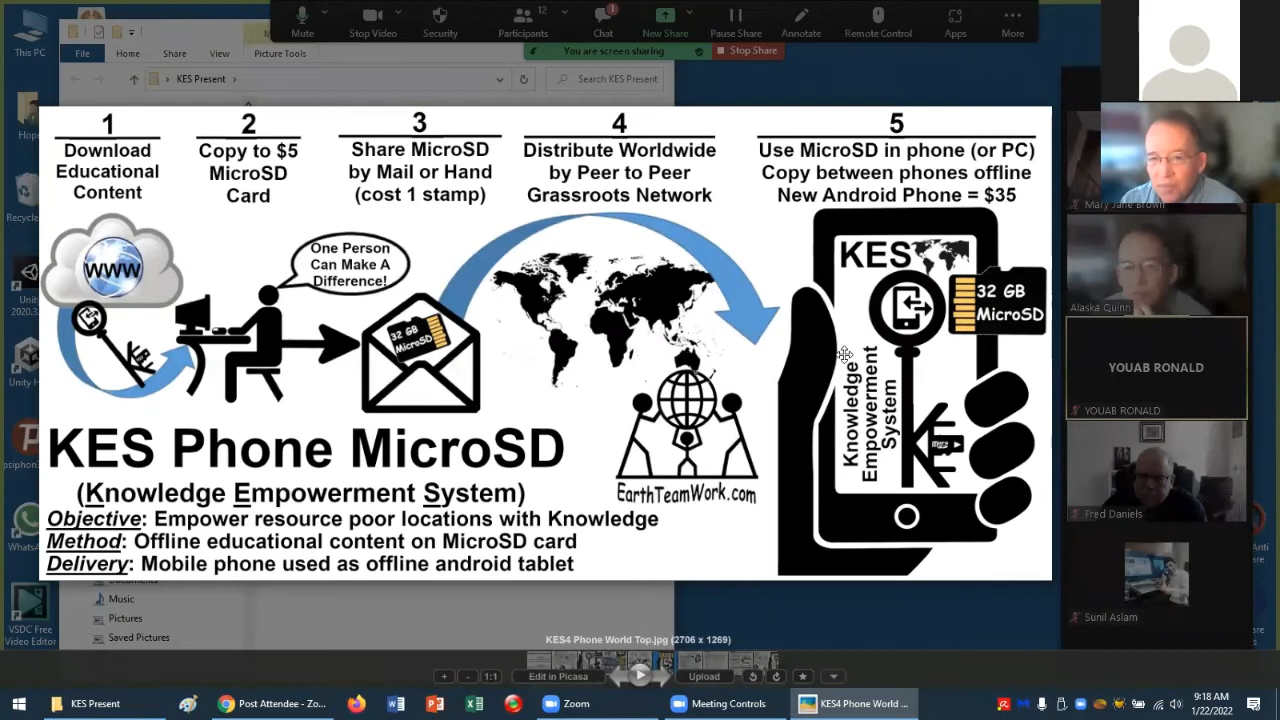 This PC
File
Home
Share
View
Picture Tools
KES Present
Search KES Present
Mute
Stop Video
Security
Participants
12
Chat
1
New Share
Pause Share
Annotate
Remote Control
Apps
More
You are screen sharing
Stop Share
1
Download
Educational
Content
2
Copy to $5
MicroSD
Card
3
Share MicroSD
by Mail or Hand
(cost 1 stamp)
4
Distribute Worldwide
by Peer to Peer
Grassroots Network
5
Use MicroSD in phone (or PC)
Copy between phones offline
New Android Phone = $35
WWW
KES
One Person
Can Make A
Difference!
32 GB
MicroSD
KES
32 GB
MicroSD
Knowledge
Empowerment
System
EarthTeamWork.com
KES Phone MicroSD
(Knowledge Empowerment System)
Objective: Empower resource poor locations with Knowledge
Method: Offline educational content on MicroSD card
Delivery: Mobile phone used as offline android tablet
Mary Jane Brown
Alaska Quinn
YOUAB RONALD
YOUAB RONALD
Fred Daniels
Sunil Aslam
Documents
Music
Pictures
Saved Pictures
VSDC Free
Video Editor
KES4 Phone World Top.jpg (2706 x 1269)
1:1
Edit in Picasa
Upload
KES Present
Post Attendee - Zo...
Zoom
Meeting Controls
KES4 Phone World ...
9:18 AM
1/22/2022